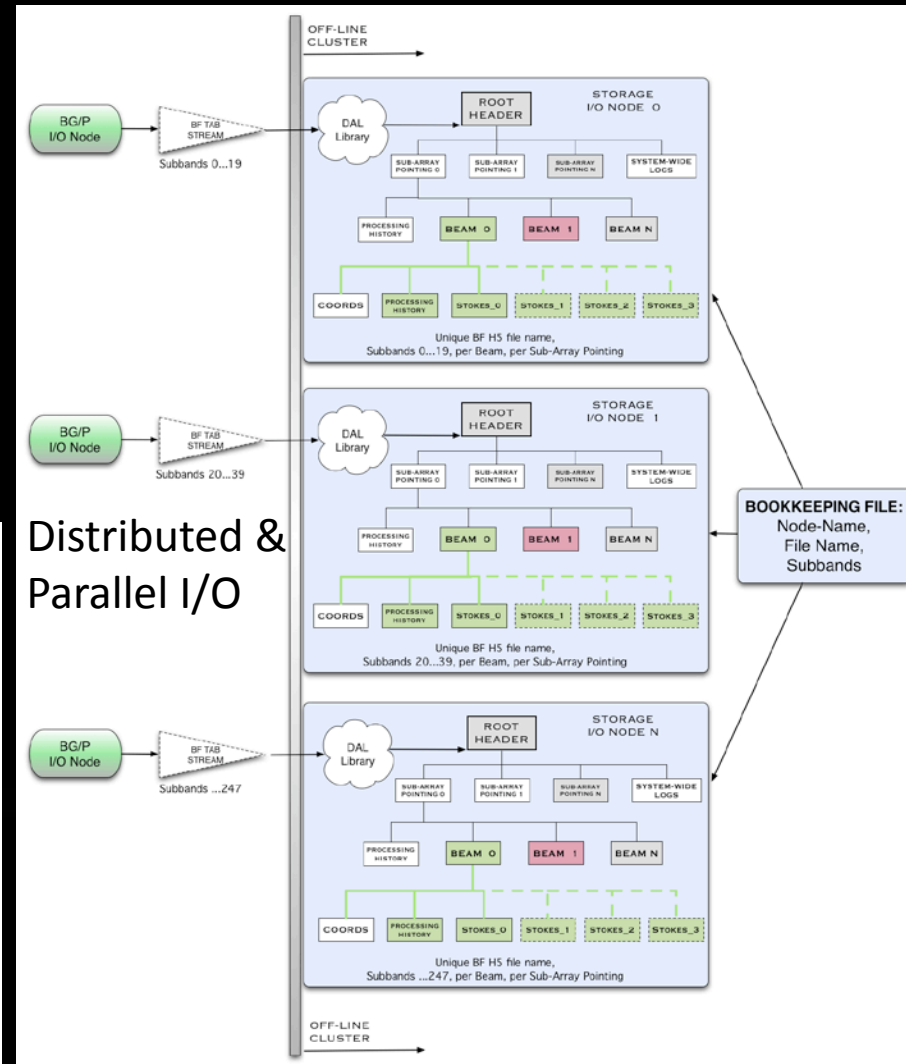 OFF-LINE
CLUSTER
BG/P
I/O Node
BF TAB
STREAM
Subbands 0...19
DAL
Library
ROOT
HEADER
STORAGE
I/O NODE 0
SUB-ARRAY
POINTING 0
SUB-ARRAY
POINTING 1
SUB-ARRAY
POINTING N
SYSTEM-WIDE
LOGS
PROCESSING
HISTORY
BEAM 0
BEAM 1
BEAM N
COORDS
PROCESSING
HISTORY
STOKES_0
STOKES_1
STOKES_2
STOKES_3
Unique BF H5 file name,
Subbands 0...19, per Beam, per Sub-Array Pointing
BG/P
I/O Node
BF TAB
STREAM
Subbands 20...39
DAL
Library
ROOT
HEADER
STORAGE
I/O NODE 1
SUB-ARRAY
POINTING 0
SUB-ARRAY
POINTING 1
SUB-ARRAY
POINTING N
SYSTEM-WIDE
LOGS
PROCESSING
HISTORY
BEAM 0
BEAM 1
BEAM N
COORDS
PROCESSING
HISTORY
STOKES_0
STOKES_1
STOKES_2
STOKES_3
Unique BF H5 file name,
Subbands 20...39, per Beam, per Sub-Array Pointing
Distributed &
Parallel I/O
BOOKKEEPING FILE:
Node-Name,
File Name,
Subbands
BG/P
I/O Node
BF TAB
STREAM
Subbands ...247
DAL
Library
ROOT
HEADER
STORAGE
I/O NODE N
SUB-ARRAY
POINTING 0
SUB-ARRAY
POINTING 1
SUB-ARRAY
POINTING N
SYSTEM-WIDE
LOGS
PROCESSING
HISTORY
BEAM 0
BEAM 1
BEAM N
COORDS
PROCESSING
HISTORY
STOKES_0
STOKES_1
STOKES_2
STOKES_3
Unique BF H5 file name,
Subbands ...247, per Beam, per Sub-Array Pointing
OFF-LINE
CLUSTER